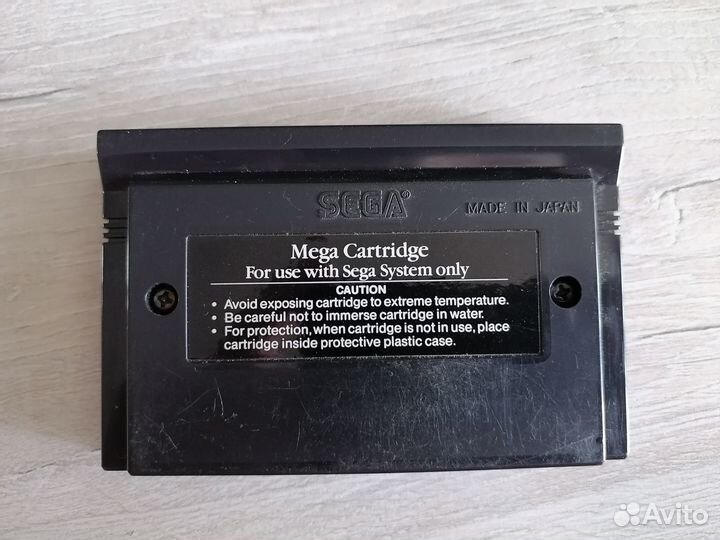 SEGA®
MADE IN JAPAN
Mega Cartridge
For use with Sega System only
CAUTION
• Avoid exposing cartridge to extreme temperature.
• Be careful not to immerse cartridge in water.
• For protection, when cartridge is not in use, place
cartridge inside protective plastic case.
Avito